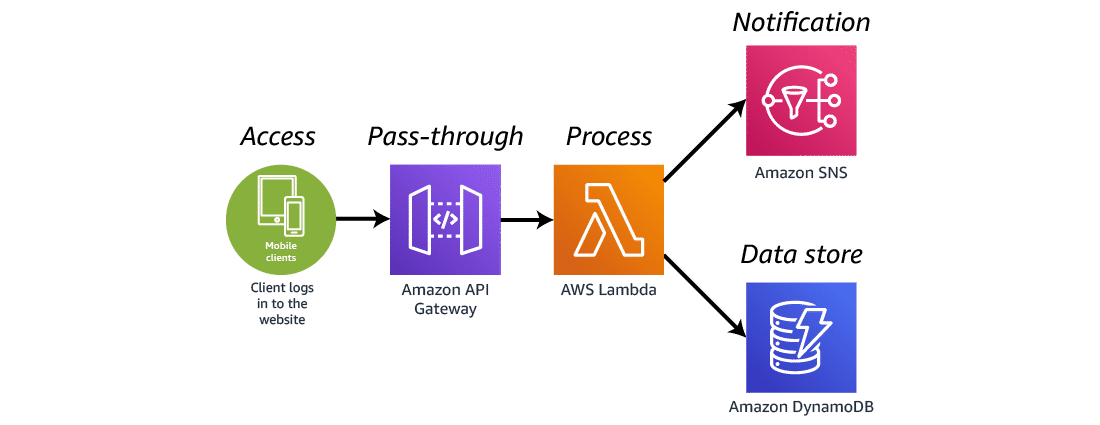 Notification
Amazon SNS
Access
Pass-through
Process
Mobile
clients
Client logs
in to the
website
</>
Amazon API
Gateway
AWS Lambda
Data store
Amazon DynamoDB